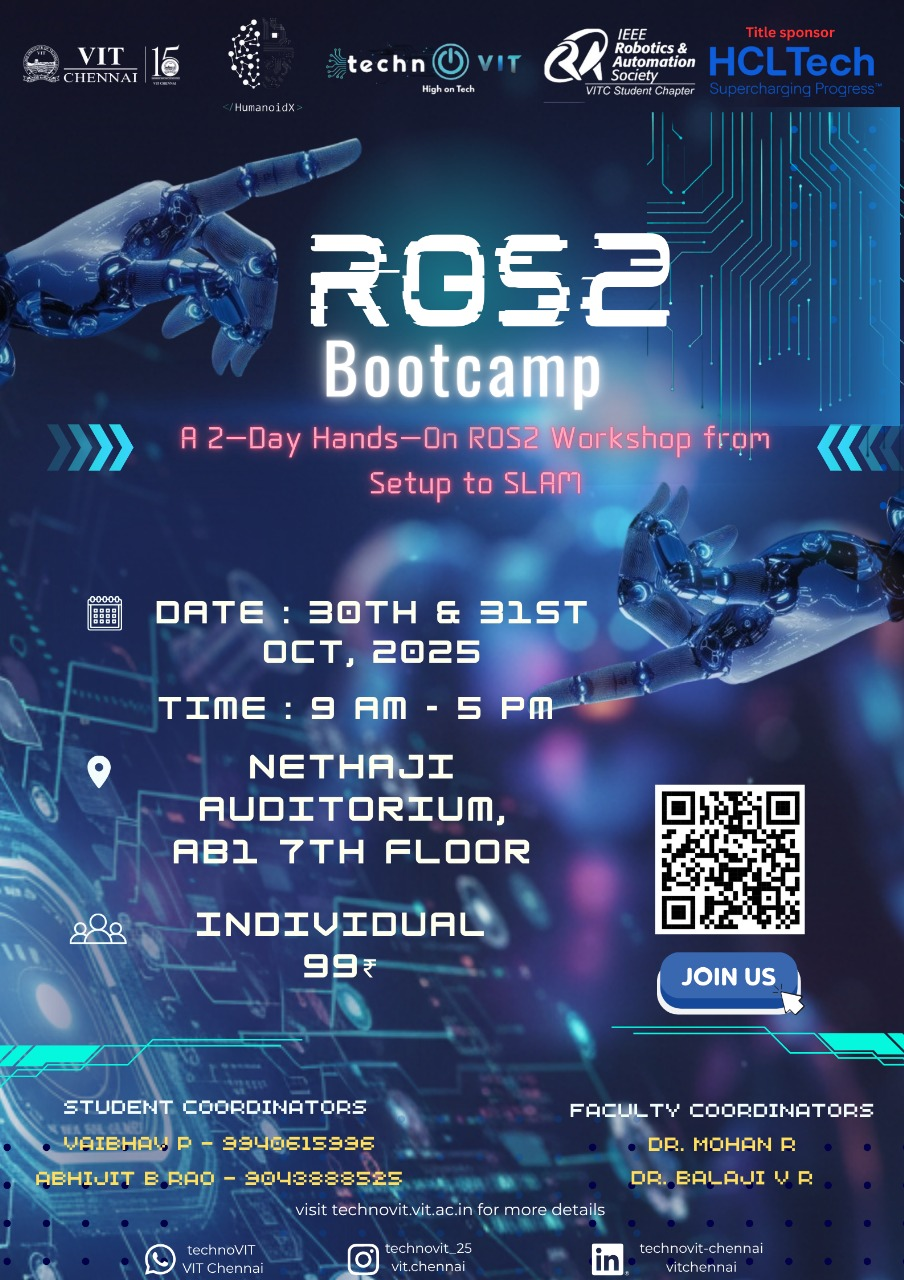 VIT
CHENNAI
15
</HumanoidX>
techno VIT
High on Tech
RA
IEEE
Robotics &
Automation
Society
VITC Student Chapter
Title sponsor
HCLTech
Supercharging Progress™
ROS2
Bootcamp
A 2-Day Hands-On ROS2 Workshop from
Setup to SLAM
DATE : 30TH & 31ST
OCT, 2025
TIME : 9 AM - 5 PM
NETHAJI
AUDITORIUM,
AB1 7TH FLOOR
INDIVIDUAL
99₹
JOIN US
STUDENT COORDINATORS
VAIBHAV P - 9940615996
ABHIJIT B RAO - 9043888525
FACULTY COORDINATORS
DR. MOHAN R
DR. BALAJI V R
visit technovit.vit.ac.in for more details
technoVIT
VIT Chennai
technovit_25
vit.chennai
in
technovit-chennai
vitchennai